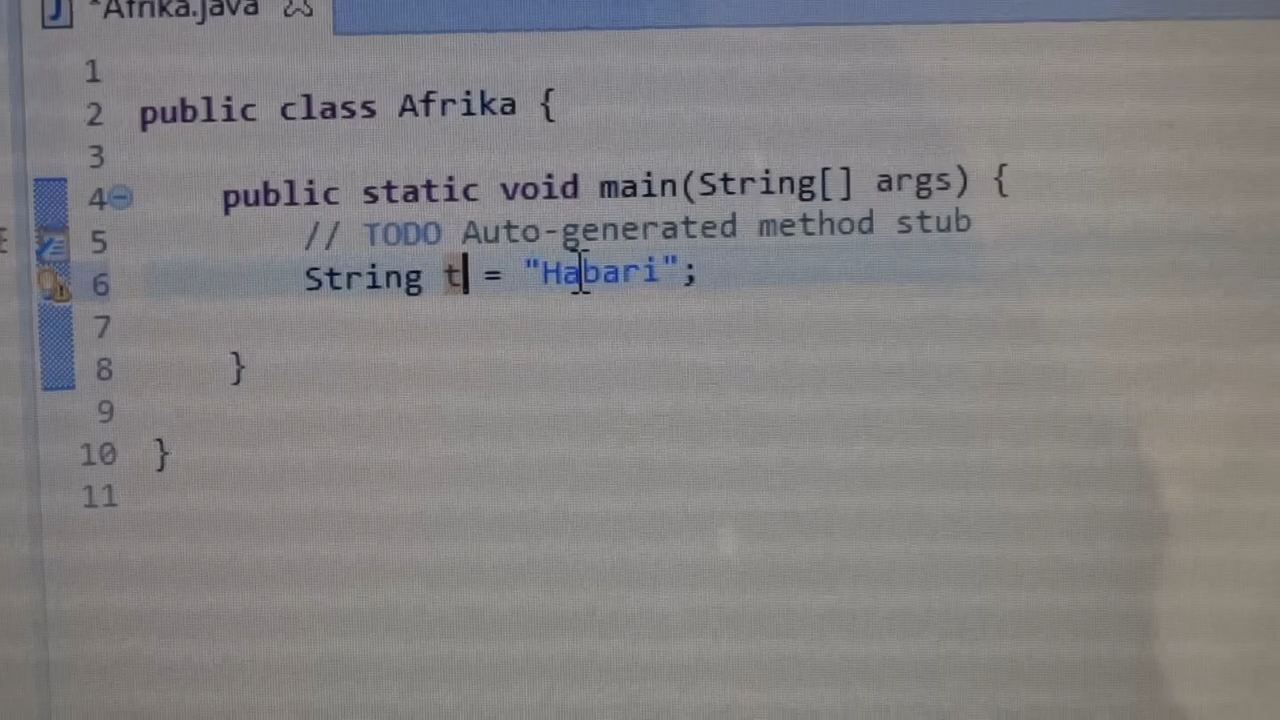 *Afrika.java
1
2 public class Afrika {
3
4 public static void main(String[] args) {
5 // TODO Auto-generated method stub
6 String t = "Habari";
7
8 }
9
10 }
11